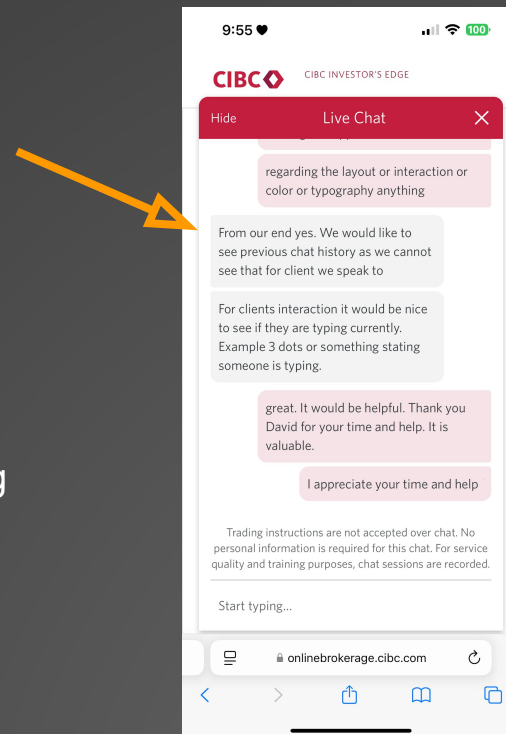 9:55
100
CIBC
CIBC INVESTOR'S EDGE
Hide
Live Chat
regarding the layout or interaction or
color or typography anything
From our end yes. We would like to
see previous chat history as we cannot
see that for client we speak to
For clients interaction it would be nice
to see if they are typing currently.
Example 3 dots or something stating
someone is typing.
great. It would be helpful. Thank you
David for your time and help. It is
valuable.
I appreciate your time and help
Trading instructions are not accepted over chat. No
personal information is required for this chat. For service
quality and training purposes, chat sessions are recorded.
Start typing...
onlinebrokerage.cibc.com